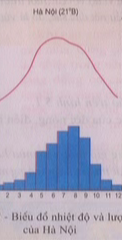 Hà Nội (21°B)
2 3 4 5 6 7 8 9 10 11 12
- Biểu đồ nhiệt độ và lượ
của Hà Nội